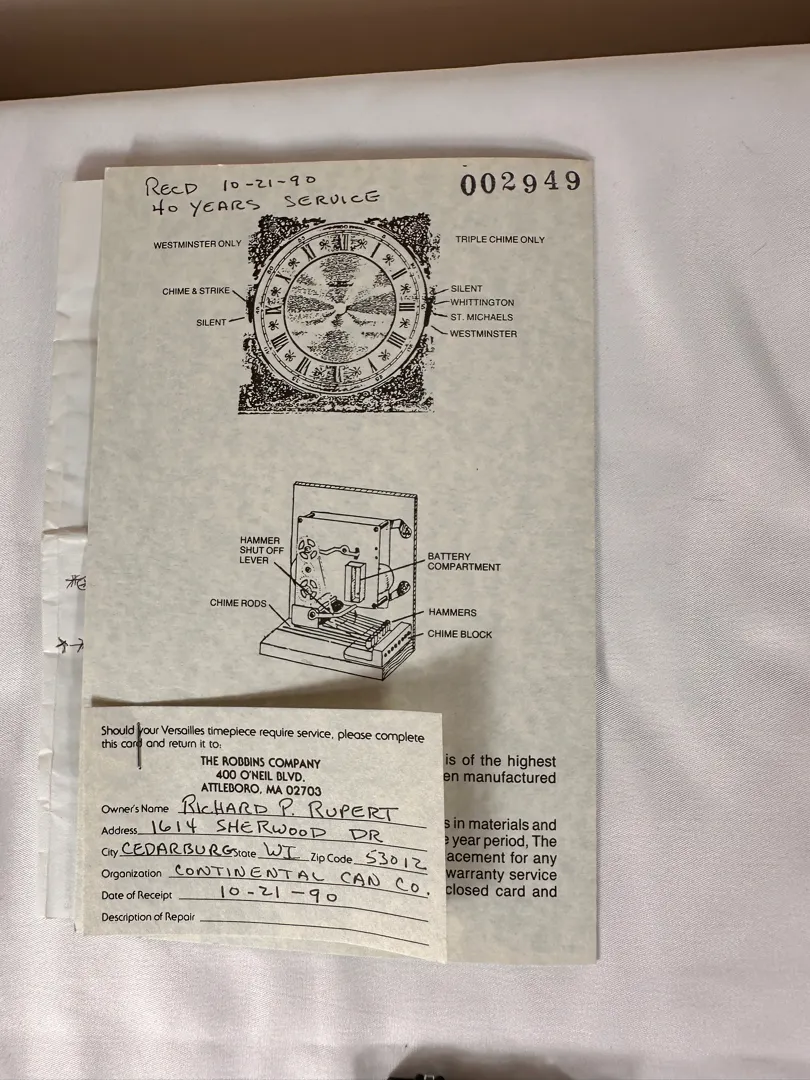 RECD 10-21-90
002949
40 YEARS SERVICE
WESTMINSTER ONLY
TRIPLE CHIME ONLY
CHIME & STRIKE
SILENT
SILENT
WHITTINGTON
ST. MICHAELS
WESTMINSTER
HAMMER
SHUT OFF
LEVER
BATTERY
COMPARTMENT
CHIME RODS
HAMMERS
CHIME BLOCK
Should your Versailles timepiece require service, please complete
this card and return it to:
THE ROBBINS COMPANY
400 O'NEIL BLVD.
ATTLEBORO, MA 02703
Owner's Name RICHARD P. RUPERT
Address 1614 SHERWOOD DR
City CEDARBURG State WI Zip Code 53012
Organization CONTINENTAL CAN CO.
Date of Receipt 10-21-90
Description of Repair
is of the highest
en manufactured
s in materials and
year period, The
acement for any
warranty service
closed card and